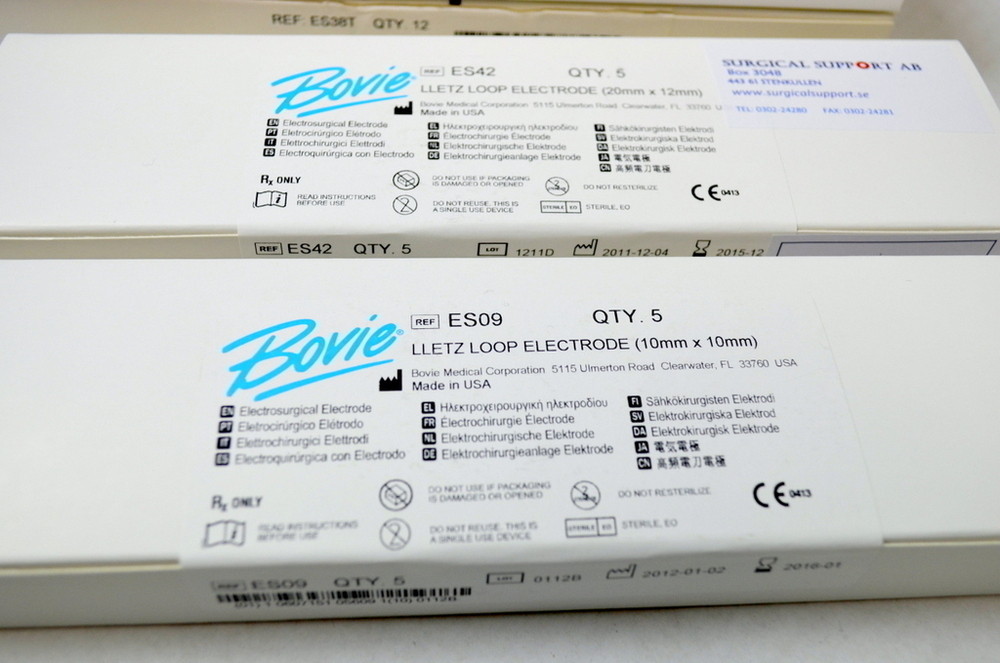 REF: ES38T QTY. 12
Bovie®
REF ES42 QTY. 5
LLETZ LOOP ELECTRODE (20mm x 12mm)
Bovie Medical Corporation 5115 Ulmerton Road Clearwater, FL 33760 U
Made in USA
SURGICAL SUPPORT AB
Box 3048
443 61 STENKULLEN
www.surgicalsupport.se
TEL: 0302-24280 FAX: 0302-24281
EN Electrosurgical Electrode
PT Eletrocirúrgico Elétrodo
IT Elettrochirurgici Elettrodi
ES Electroquirúrgica con Electrodo
EL Ηλεκτροχειρουργική ηλεκτροδίου
FR Électrochirurgie Électrode
NL Elektrochirurgische Elektrode
DE Elektrochirurgieanlage Elektrode
FI Sähkökirurgisten Elektrodi
SV Elektrokirurgiska Elektrod
DA Elektrokirurgisk Elektrode
JA 電気電極
CN 高頻電刀電極
Rx ONLY
READ INSTRUCTIONS
BEFORE USE
DO NOT USE IF PACKAGING
IS DAMAGED OR OPENED
DO NOT REUSE. THIS IS
A SINGLE USE DEVICE
2
DO NOT RESTERILIZE
STERILE EO STERILE, EO
CE 0413
REF ES42 QTY. 5 LOT 1211D 2011-12-04 2015-12
Bovie®
REF ES09 QTY. 5
LLETZ LOOP ELECTRODE (10mm x 10mm)
Bovie Medical Corporation 5115 Ulmerton Road Clearwater, FL 33760 USA
Made in USA
EN Electrosurgical Electrode
PT Eletrocirúrgico Elétrodo
IT Elettrochirurgici Elettrodi
ES Electroquirúrgica con Electrodo
EL Ηλεκτροχειρουργική ηλεκτροδίου
FR Électrochirurgie Électrode
NL Elektrochirurgische Elektrode
DE Elektrochirurgieanlage Elektrode
FI Sähkökirurgisten Elektrodi
SV Elektrokirurgiska Elektrod
DA Elektrokirurgisk Elektrode
JA 電気電極
CN 高頻電刀電極
Rx ONLY
READ INSTRUCTIONS
BEFORE USE
DO NOT USE IF PACKAGING
IS DAMAGED OR OPENED
2
DO NOT REUSE. THIS IS
A SINGLE USE DEVICE
2
DO NOT RESTERILIZE
STERILE EO STERILE, EO
CE 0413
REF ES09 QTY. 5 LOT 0112B 2012-01-02 2016-01